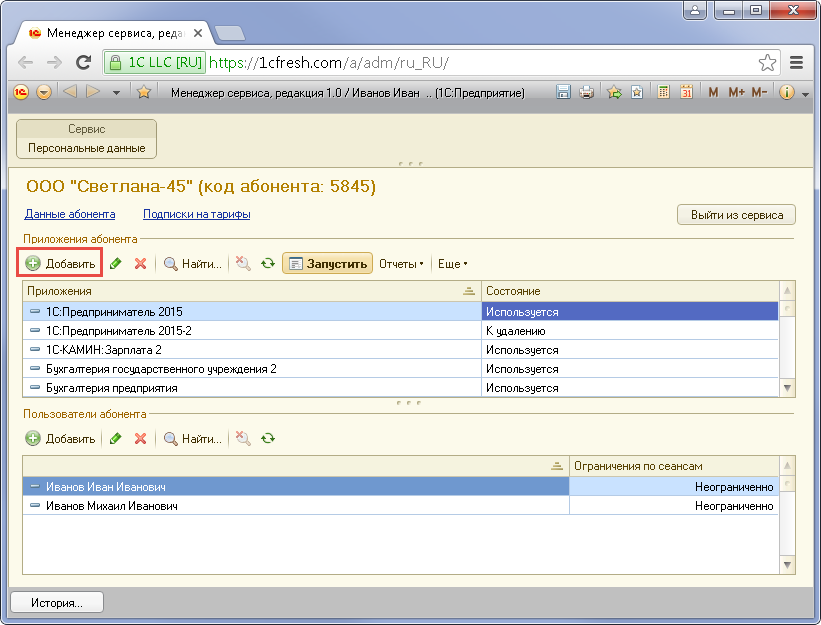 Менеджер сервиса, реда
1C LLC [RU] https://1cfresh.com/a/adm/ru_RU/
Менеджер сервиса, редакция 1.0 / Иванов Иван .. (1С:Предприятие) 31 M M+ M-
Сервис
Персональные данные
ООО "Светлана-45" (код абонента: 5845)
Данные абонента Подписки на тарифы Выйти из сервиса
Приложения абонента
Добавить Найти... Запустить Отчеты Еще
Приложения Состояние
1С:Предприниматель 2015 Используется
1С:Предприниматель 2015-2 К удалению
1С-КАМИН:Зарплата 2 Используется
Бухгалтерия государственного учреждения 2 Используется
Бухгалтерия предприятия Используется
Пользователи абонента
Добавить Найти...
Ограничения по сеансам
Иванов Иван Иванович Неограниченно
Иванов Михаил Иванович Неограниченно
История...